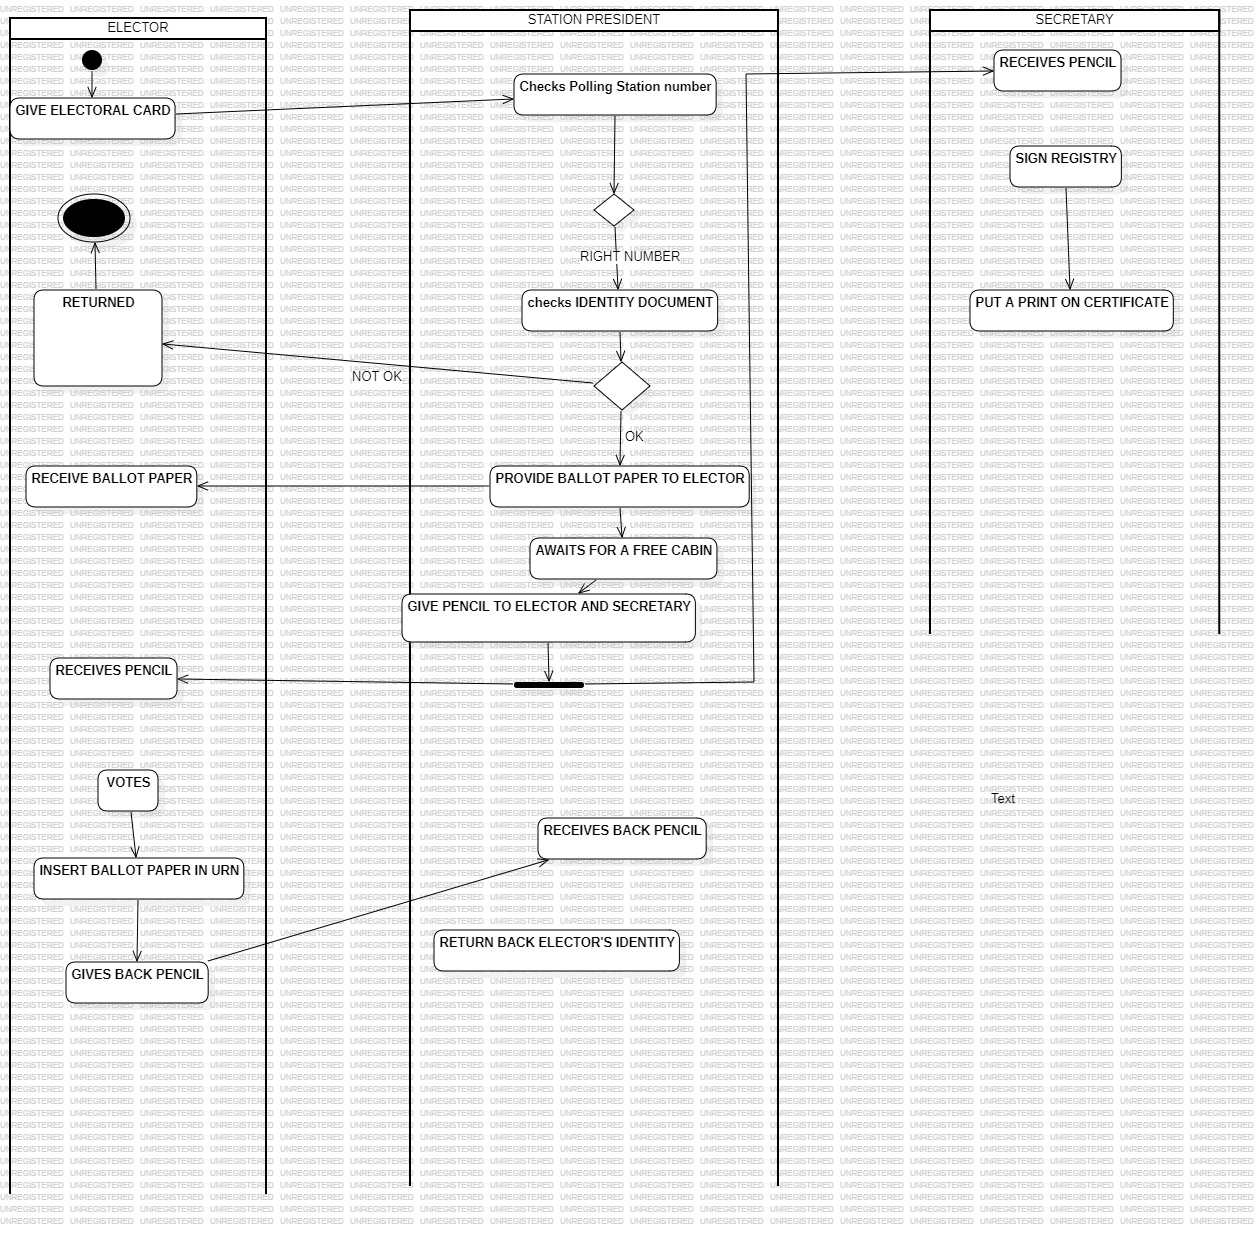 ELECTOR
STATION PRESIDENT
SECRETARY
GIVE ELECTORAL CARD
Checks Polling Station number
RECEIVES PENCIL
SIGN REGISTRY
RIGHT NUMBER
RETURNED
checks IDENTITY DOCUMENT
PUT A PRINT ON CERTIFICATE
NOT OK
OK
RECEIVE BALLOT PAPER
PROVIDE BALLOT PAPER TO ELECTOR
AWAITS FOR A FREE CABIN
GIVE PENCIL TO ELECTOR AND SECRETARY
RECEIVES PENCIL
VOTES
Text
RECEIVES BACK PENCIL
INSERT BALLOT PAPER IN URN
RETURN BACK ELECTOR'S IDENTITY
GIVES BACK PENCIL
UNREGISTERED